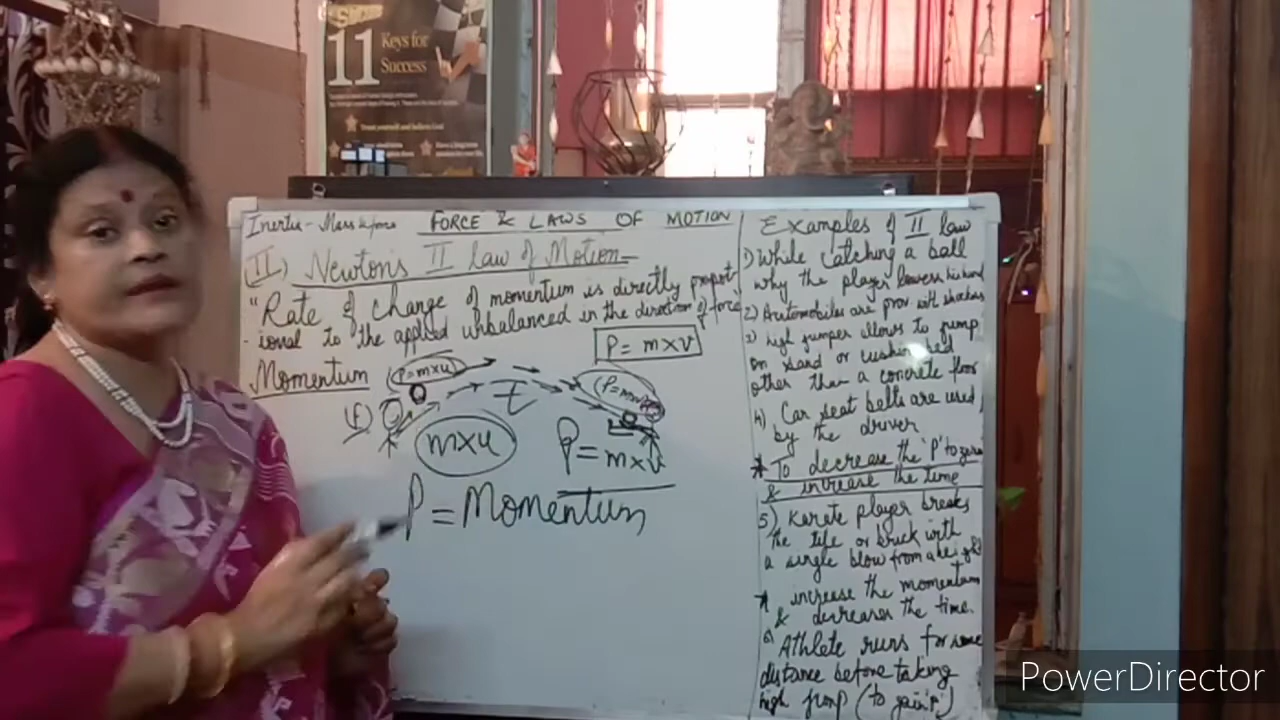 11 Keys for
Success
Trust yourself and believe God
Inertia - Mass & force
FORCE & LAWS OF MOTION
(II) Newtons II law of Motion-
"Rate of change of momentum is directly proport
-ional to the applied unbalanced in the direction of force
P = m×v
Momentum
P=m×u
(F)
t
m×u
P =
m×v
P = Momentum
Examples of II law
1) While catching a ball
why the player lowers his hand
2) Automobiles are prov with shockers
3) high jumper allows to jump
on sand or cushion bed
other than a concrete floor
4) Car seat belts are used
by the driver
* To decrease the 'P' to zero
& increase the time
5) Karate player breaks
the tile or brick with
a single blow from a height
* increase the momentum
& decreases the time.
6) Athlete runs for some
distance before taking
high jump (to gain 'P')
PowerDirector